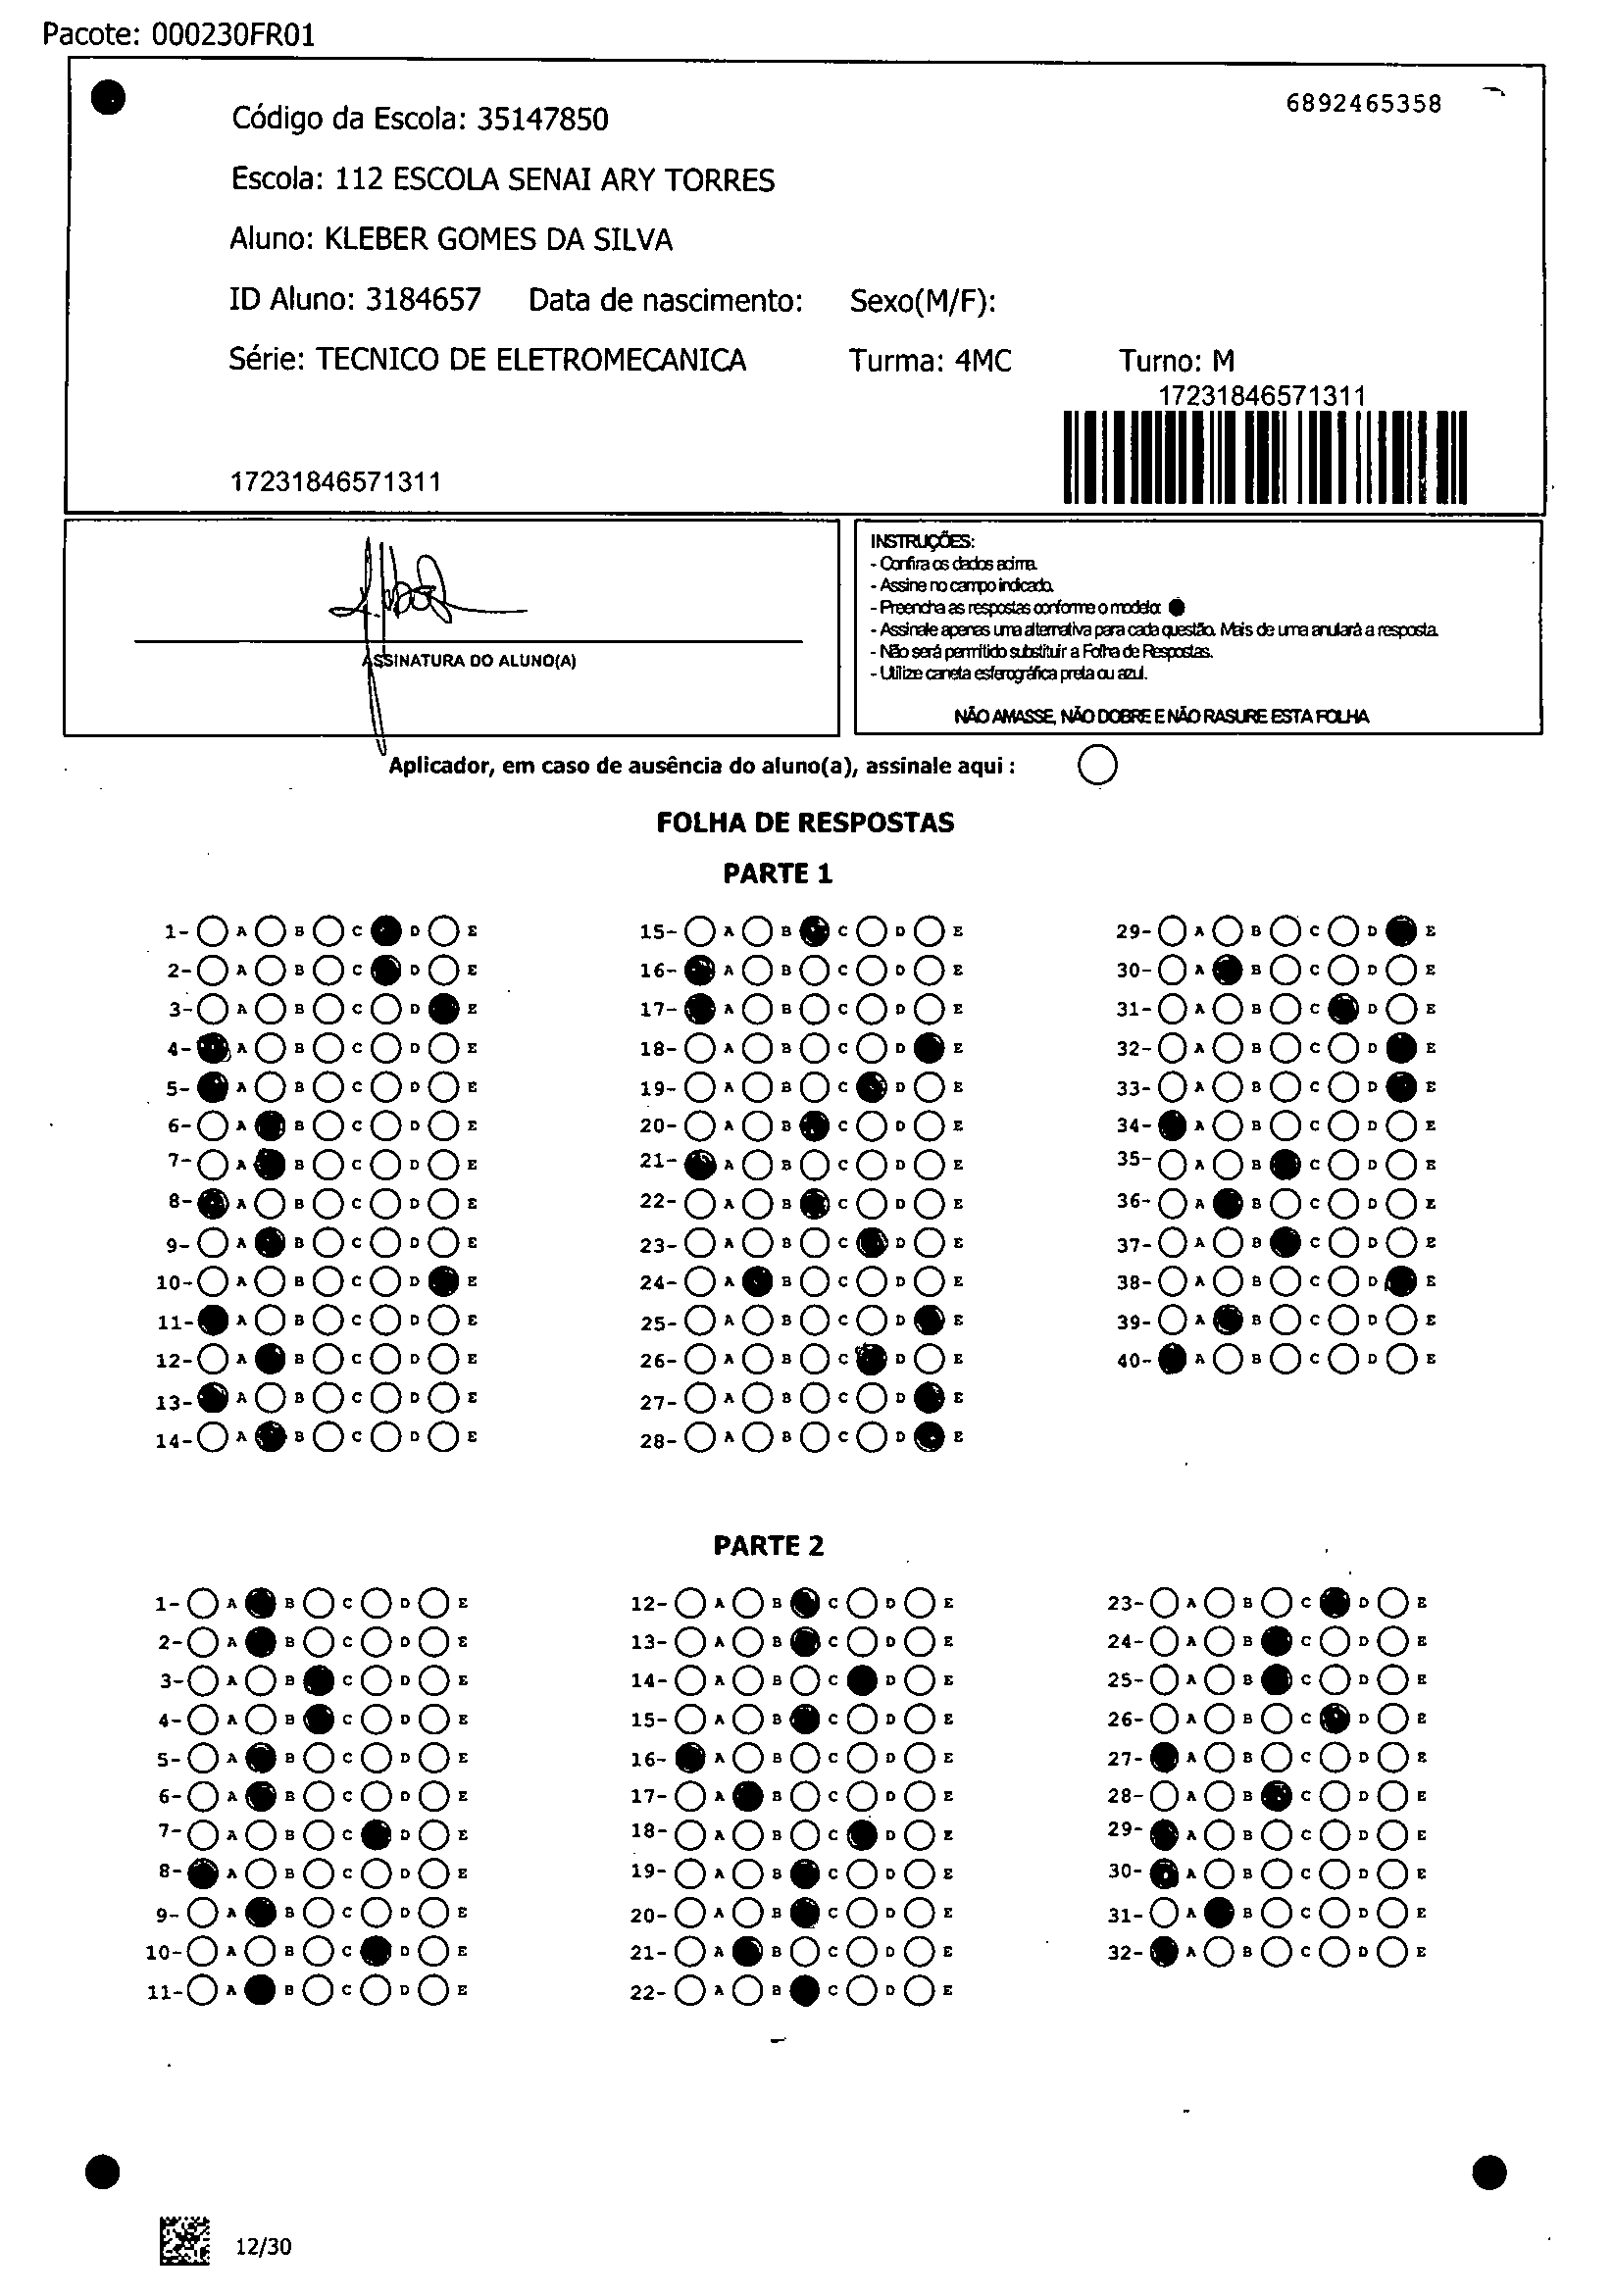 Pacote: 000230FR01
6892465358
Código da Escola: 35147850
Escola: 112 ESCOLA SENAI ARY TORRES
Aluno: KLEBER GOMES DA SILVA
ID Aluno: 3184657 Data de nascimento: Sexo(M/F):
Série: TECNICO DE ELETROMECANICA Turma: 4MC Turno: M
17231846571311
17231846571311
ASSINATURA DO ALUNO(A)
INSTRUÇÕES:
- Confira os dados acima.
- Assine no campo indicado.
- Preencha as respostas conforme o modelo:
- Assinale apenas uma alternativa para cada questão. Mais de uma anulará a resposta.
- Não será permitido substituir a Folha de Respostas.
- Utilize caneta esferográfica preta ou azul.
NÃO AMASSE, NÃO DOBRE E NÃO RASURE ESTA FOLHA
Aplicador, em caso de ausência do aluno(a), assinale aqui :
FOLHA DE RESPOSTAS
PARTE 1
1- A B C D E 15- A B C D E 29- A B C D E
2- A B C D E 16- A B C D E 30- A B C D E
3- A B C D E 17- A B C D E 31- A B C D E
4- A B C D E 18- A B C D E 32- A B C D E
5- A B C D E 19- A B C D E 33- A B C D E
6- A B C D E 20- A B C D E 34- A B C D E
7- A B C D E 21- A B C D E 35- A B C D E
8- A B C D E 22- A B C D E 36- A B C D E
9- A B C D E 23- A B C D E 37- A B C D E
10- A B C D E 24- A B C D E 38- A B C D E
11- A B C D E 25- A B C D E 39- A B C D E
12- A B C D E 26- A B C D E 40- A B C D E
13- A B C D E 27- A B C D E
14- A B C D E 28- A B C D E
PARTE 2
1- A B C D E 12- A B C D E 23- A B C D E
2- A B C D E 13- A B C D E 24- A B C D E
3- A B C D E 14- A B C D E 25- A B C D E
4- A B C D E 15- A B C D E 26- A B C D E
5- A B C D E 16- A B C D E 27- A B C D E
6- A B C D E 17- A B C D E 28- A B C D E
7- A B C D E 18- A B C D E 29- A B C D E
8- A B C D E 19- A B C D E 30- A B C D E
9- A B C D E 20- A B C D E 31- A B C D E
10- A B C D E 21- A B C D E 32- A B C D E
11- A B C D E 22- A B C D E
12/30